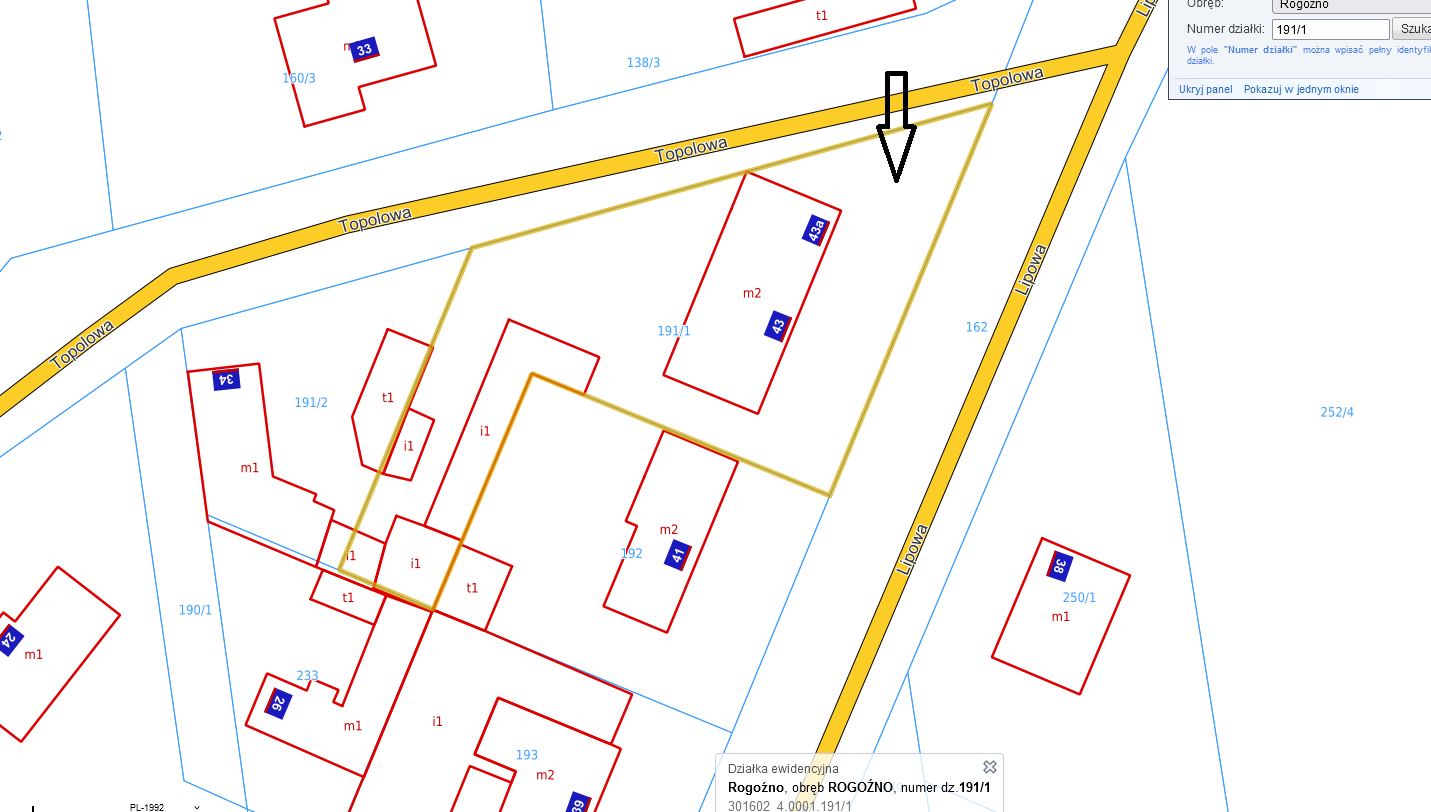 Obręb:
Rogoźno
Numer działki:
191/1
Szuka
W pole "Numer działki" można wpisać pełny identyfik
działki.
Ukryj panel
Pokazuj w jednym oknie
t1
33
160/3
138/3
Topolowa
Topolowa
Topolowa
Topolowa
43a
m2
43
191/1
162
Lipowa
34
191/2
t1
i1
i1
m1
252/4
m2
192
41
Lipowa
i1
i1
t1
t1
38
250/1
m1
190/1
24
m1
233
26
m1
i1
193
m2
39
Działka ewidencyjna
Rogoźno, obręb ROGOŹNO, numer dz.191/1
301602_4.0001.191/1
PL-1992